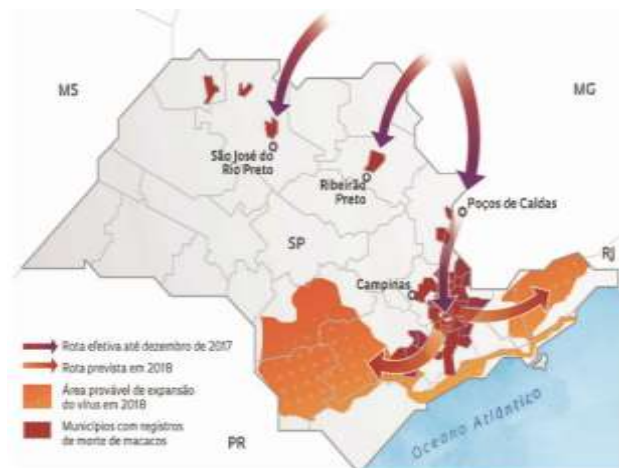 MS
MG
São José do
Rio Preto
Ribeirão
Preto
Poços de Caldas
SP
Campinas
RJ
Rota efetiva até dezembro de 2017
Rota prevista em 2018
Área provável de expansão
do vírus em 2018
Municípios com registros
de morte de macacos
PR
Oceano Atlântico